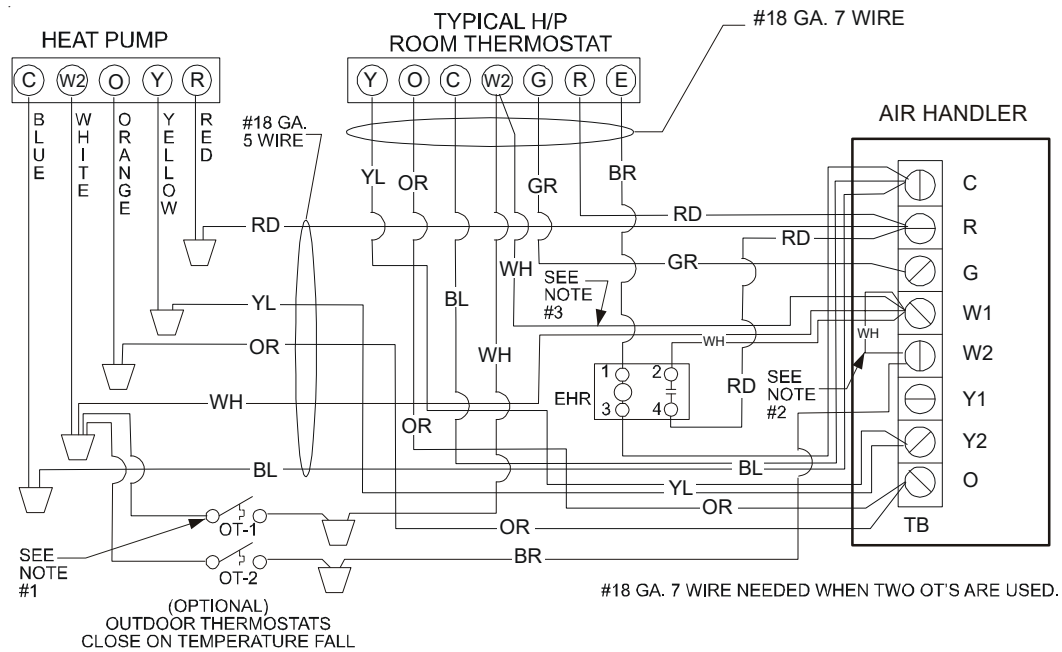 #18 GA. 7 WIRE
TYPICAL H/P
ROOM THERMOSTAT
HEAT PUMP
C W2 O Y R
Y O C W2 G R E
AIR HANDLER
BLUE
WHITE
ORANGE
YELLOW
RED
#18 GA.
5 WIRE
YL
OR
GR
BR
C
RD
RD
R
RD
WH
GR
G
SEE
NOTE
#3
BL
YL
W1
OR
WH
WH
WH
W2
1 2
EHR
3 4
RD
SEE
NOTE
#2
WH
Y1
OR
Y2
BL
BL
YL
O
OR
OT-1
OR
TB
SEE
NOTE
#1
OT-2
BR
#18 GA. 7 WIRE NEEDED WHEN TWO OT'S ARE USED.
(OPTIONAL)
OUTDOOR THERMOSTATS
CLOSE ON TEMPERATURE FALL